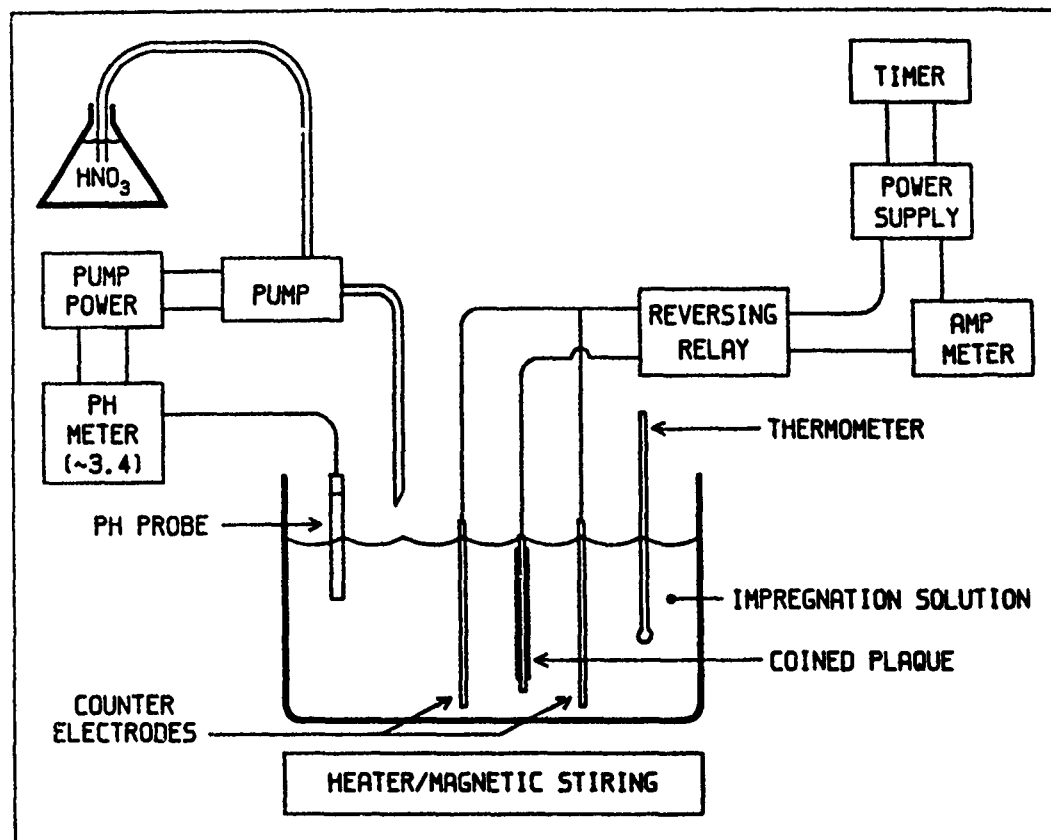 HNO3
TIMER
POWER
SUPPLY
PUMP
POWER
PUMP
REVERSING
RELAY
AMP
METER
PH
METER
(~3.4)
THERMOMETER
PH PROBE
IMPREGNATION SOLUTION
COINED PLAQUE
COUNTER
ELECTRODES
HEATER/MAGNETIC STIRING